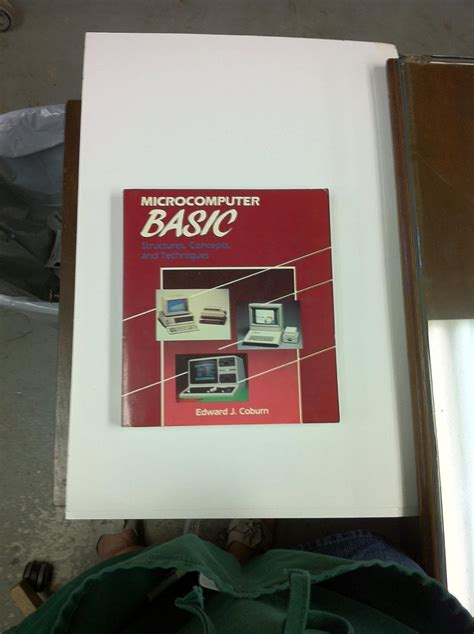 MICROCOMPUTER
BASIC
Structures, Concepts,
and Techniques
Edward J. Coburn